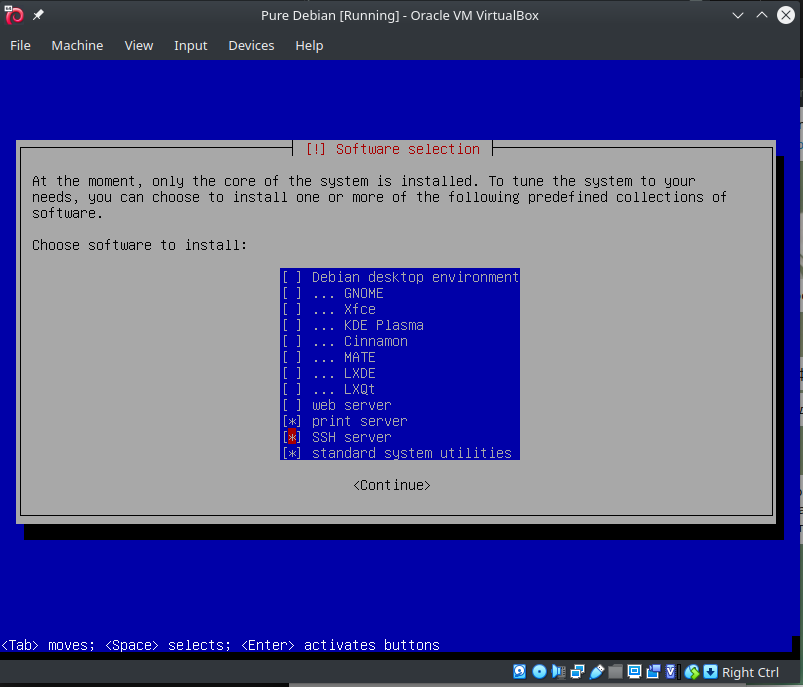 Pure Debian [Running] - Oracle VM VirtualBox
File Machine View Input Devices Help
[!] Software selection
At the moment, only the core of the system is installed. To tune the system to your
needs, you can choose to install one or more of the following predefined collections of
software.
Choose software to install:
[ ] Debian desktop environment
[ ] ... GNOME
[ ] ... Xfce
[ ] ... KDE Plasma
[ ] ... Cinnamon
[ ] ... MATE
[ ] ... LXDE
[ ] ... LXQt
[ ] web server
[*] print server
[*] SSH server
[*] standard system utilities
<Continue>
<Tab> moves; <Space> selects; <Enter> activates buttons
Right Ctrl